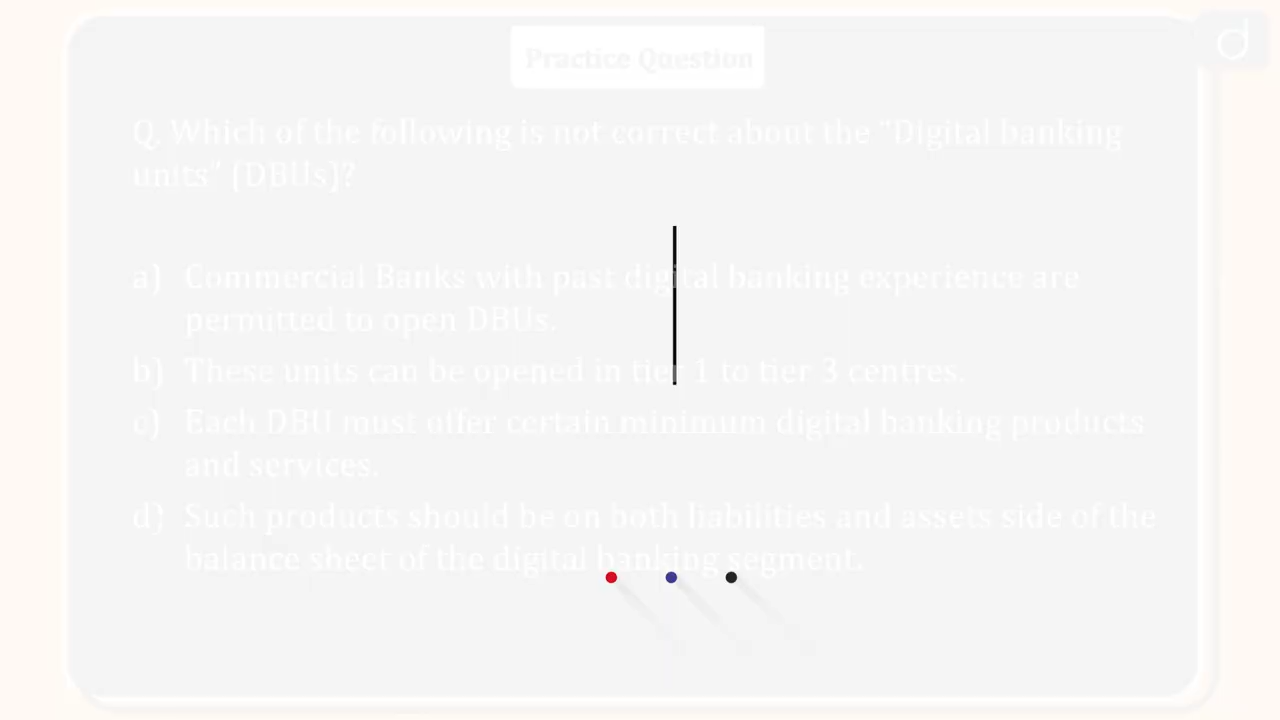 Practice Question
Q. Which of the following is not correct about the “Digital banking
units” (DBUs)?
a) Commercial Banks with past digital banking experience are
permitted to open DBUs.
b) These units can be opened in tier 1 to tier 3 centres.
c) Each DBU must offer certain minimum digital banking products
and services.
d) Such products should be on both liabilities and assets side of the
balance sheet of the digital banking segment.